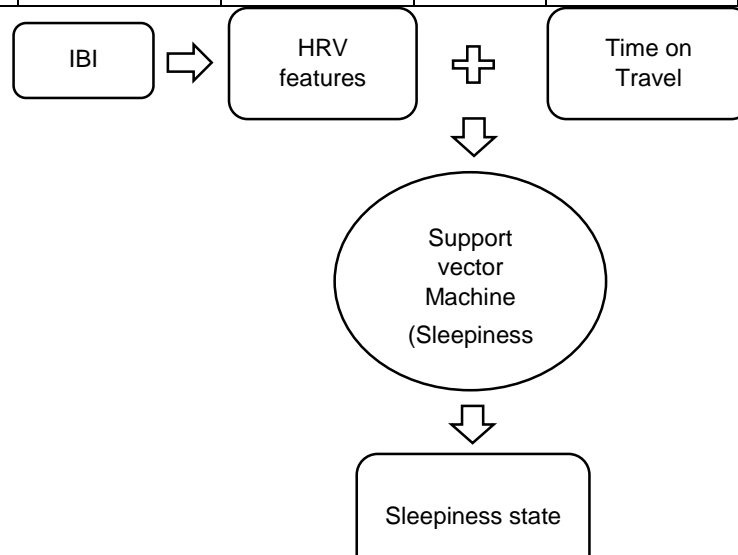 IBI
HRV
features
Time on
Travel
Support
vector
Machine
(Sleepiness
Sleepiness state